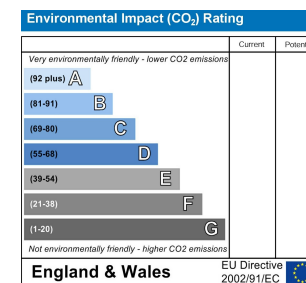 Environmental Impact (CO₂) Rating
Current Potent
Very environmentally friendly - lower CO2 emissions
(92 plus) A
(81-91) B
(69-80) C
(55-68) D
(39-54) E
(21-38) F
(1-20) G
Not environmentally friendly - higher CO2 emissions
England & Wales
EU Directive
2002/91/EC